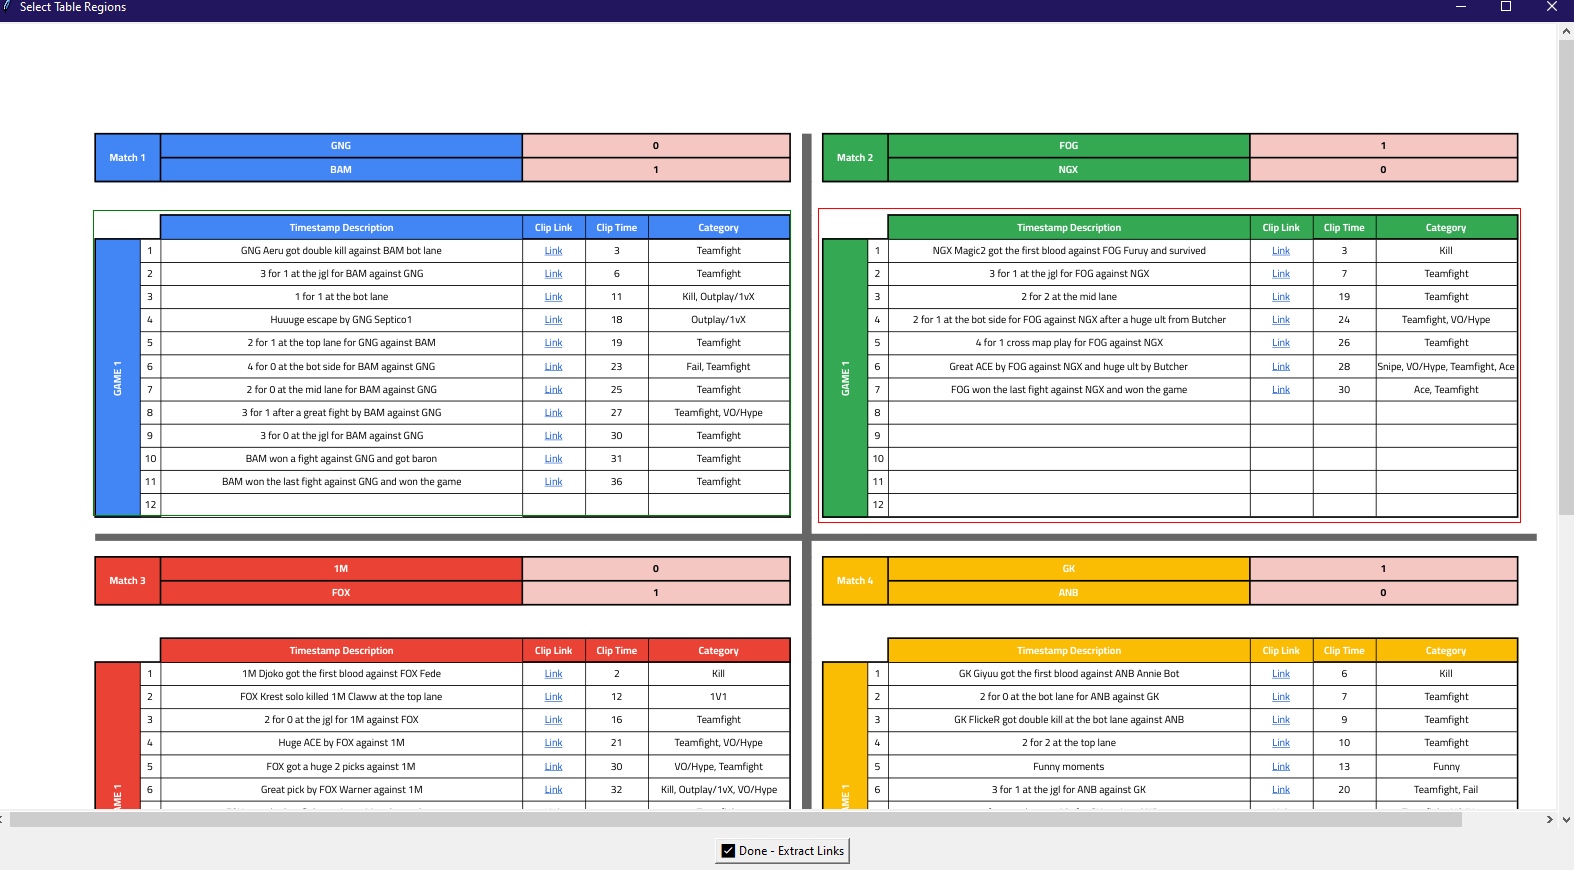 Select Table Regions
Match 1
GNG 0
BAM 1
Timestamp Description Clip Link Clip Time Category
GAME 1
1 GNG Aeru got double kill against BAM bot lane Link 3 Teamfight
2 3 for 1 at the jgl for BAM against GNG Link 6 Teamfight
3 1 for 1 at the bot lane Link 11 Kill, Outplay/1vX
4 Huuuge escape by GNG Septico1 Link 18 Outplay/1vX
5 2 for 1 at the top lane for GNG against BAM Link 19 Teamfight
6 4 for 0 at the bot side for BAM against GNG Link 23 Fail, Teamfight
7 2 for 0 at the mid lane for BAM against GNG Link 25 Teamfight
8 3 for 1 after a great fight by BAM against GNG Link 27 Teamfight, VO/Hype
9 3 for 0 at the jgl for BAM against GNG Link 30 Teamfight
10 BAM won a fight against GNG and got baron Link 31 Teamfight
11 BAM won the last fight against GNG and won the game Link 36 Teamfight
12
Match 2
FOG 1
NGX 0
Timestamp Description Clip Link Clip Time Category
GAME 1
1 NGX Magic2 got the first blood against FOG Furuy and survived Link 3 Kill
2 3 for 1 at the jgl for FOG against NGX Link 7 Teamfight
3 2 for 2 at the mid lane Link 19 Teamfight
4 2 for 1 at the bot side for FOG against NGX after a huge ult from Butcher Link 24 Teamfight, VO/Hype
5 4 for 1 cross map play for FOG against NGX Link 26 Teamfight
6 Great ACE by FOG against NGX and huge ult by Butcher Link 28 Snipe, VO/Hype, Teamfight, Ace
7 FOG won the last fight against NGX and won the game Link 30 Ace, Teamfight
8
9
10
11
12
Match 3
1M 0
FOX 1
Timestamp Description Clip Link Clip Time Category
1 1M Djoko got the first blood against FOX Fede Link 2 Kill
2 FOX Krest solo killed 1M Claww at the top lane Link 12 1V1
3 2 for 0 at the jgl for 1M against FOX Link 16 Teamfight
4 Huge ACE by FOX against 1M Link 21 Teamfight, VO/Hype
5 FOX got a huge 2 picks against 1M Link 30 VO/Hype, Teamfight
6 Great pick by FOX Warner against 1M Link 32 Kill, Outplay/1vX, VO/Hype
Match 4
GK 1
ANB 0
Timestamp Description Clip Link Clip Time Category
1 GK Giyuu got the first blood against ANB Annie Bot Link 6 Kill
2 2 for 0 at the bot lane for ANB against GK Link 7 Teamfight
3 GK FlickeR got double kill at the bot lane against ANB Link 9 Teamfight
4 2 for 2 at the top lane Link 10 Teamfight
5 Funny moments Link 13 Funny
6 3 for 1 at the jgl for ANB against GK Link 20 Teamfight, Fail
Done - Extract Links